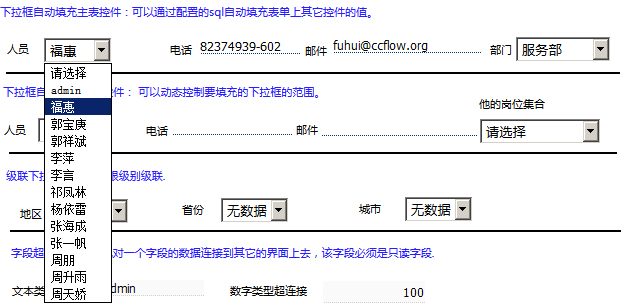 下拉框自动填充主表控件：可以通过配置的sql自动填充表单上其它控件的值。
人员 福惠 电话 82374939-602 邮件 fuhui@ccflow.org 部门 服务部
请选择
admin
福惠
郭宝庚
郭祥斌
李萍
李言
祁凤林
杨依雷
张海成
张一帆
周朋
周升雨
周天娇
下拉框自 控件： 可以动态控制要填充的下拉框的范围。
他的岗位集合
人员 电话 邮件 请选择
级联下拉 限级别级联.
地区 省份 无数据 城市 无数据
字段超 对一个字段的数据连接到其它的界面上去，该字段必须是只读字段.
文本类 dmin 数字类型超连接 100